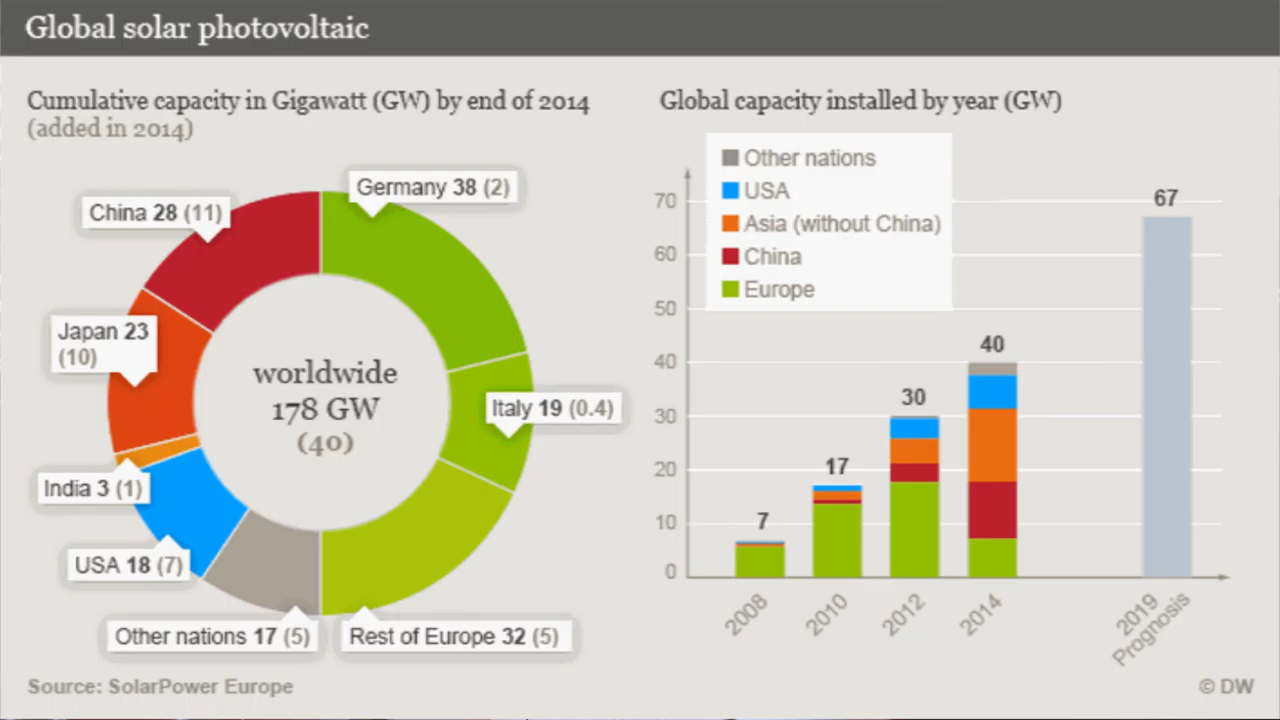 Global solar photovoltaic
Cumulative capacity in Gigawatt (GW) by end of 2014
(added in 2014)
Germany 38 (2)
China 28 (11)
Japan 23
(10)
worldwide
178 GW
(40)
Italy 19 (0.4)
India 3 (1)
USA 18 (7)
Other nations 17 (5)
Rest of Europe 32 (5)
Global capacity installed by year (GW)
Other nations
USA
Asia (without China)
China
Europe
70
60
50
40
30
20
10
0
7
17
30
40
67
2008
2010
2012
2014
2019
Prognosis
Source: SolarPower Europe
© DW